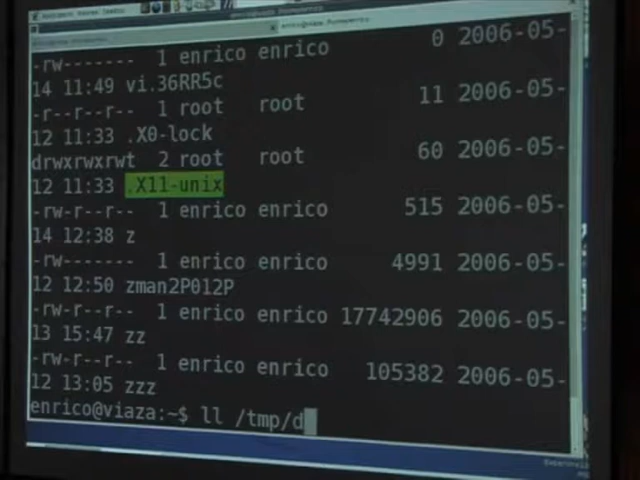 -rw------- 1 enrico enrico 0 2006-05-
14 11:49 vi.36RR5c
-r--r--r-- 1 root root 11 2006-05-
12 11:33 .X0-lock
drwxrwxrwt 2 root root 60 2006-05-
12 11:33 .X11-unix
-rw-r--r-- 1 enrico enrico 515 2006-05-
14 12:38 z
-rw------- 1 enrico enrico 4991 2006-05-
12 12:50 zman2P012P
-rw-r--r-- 1 enrico enrico 17742906 2006-05-
13 15:47 zz
-rw-r--r-- 1 enrico enrico 105382 2006-05-
12 13:05 zzz
enrico@viaza:~$ ll /tmp/d